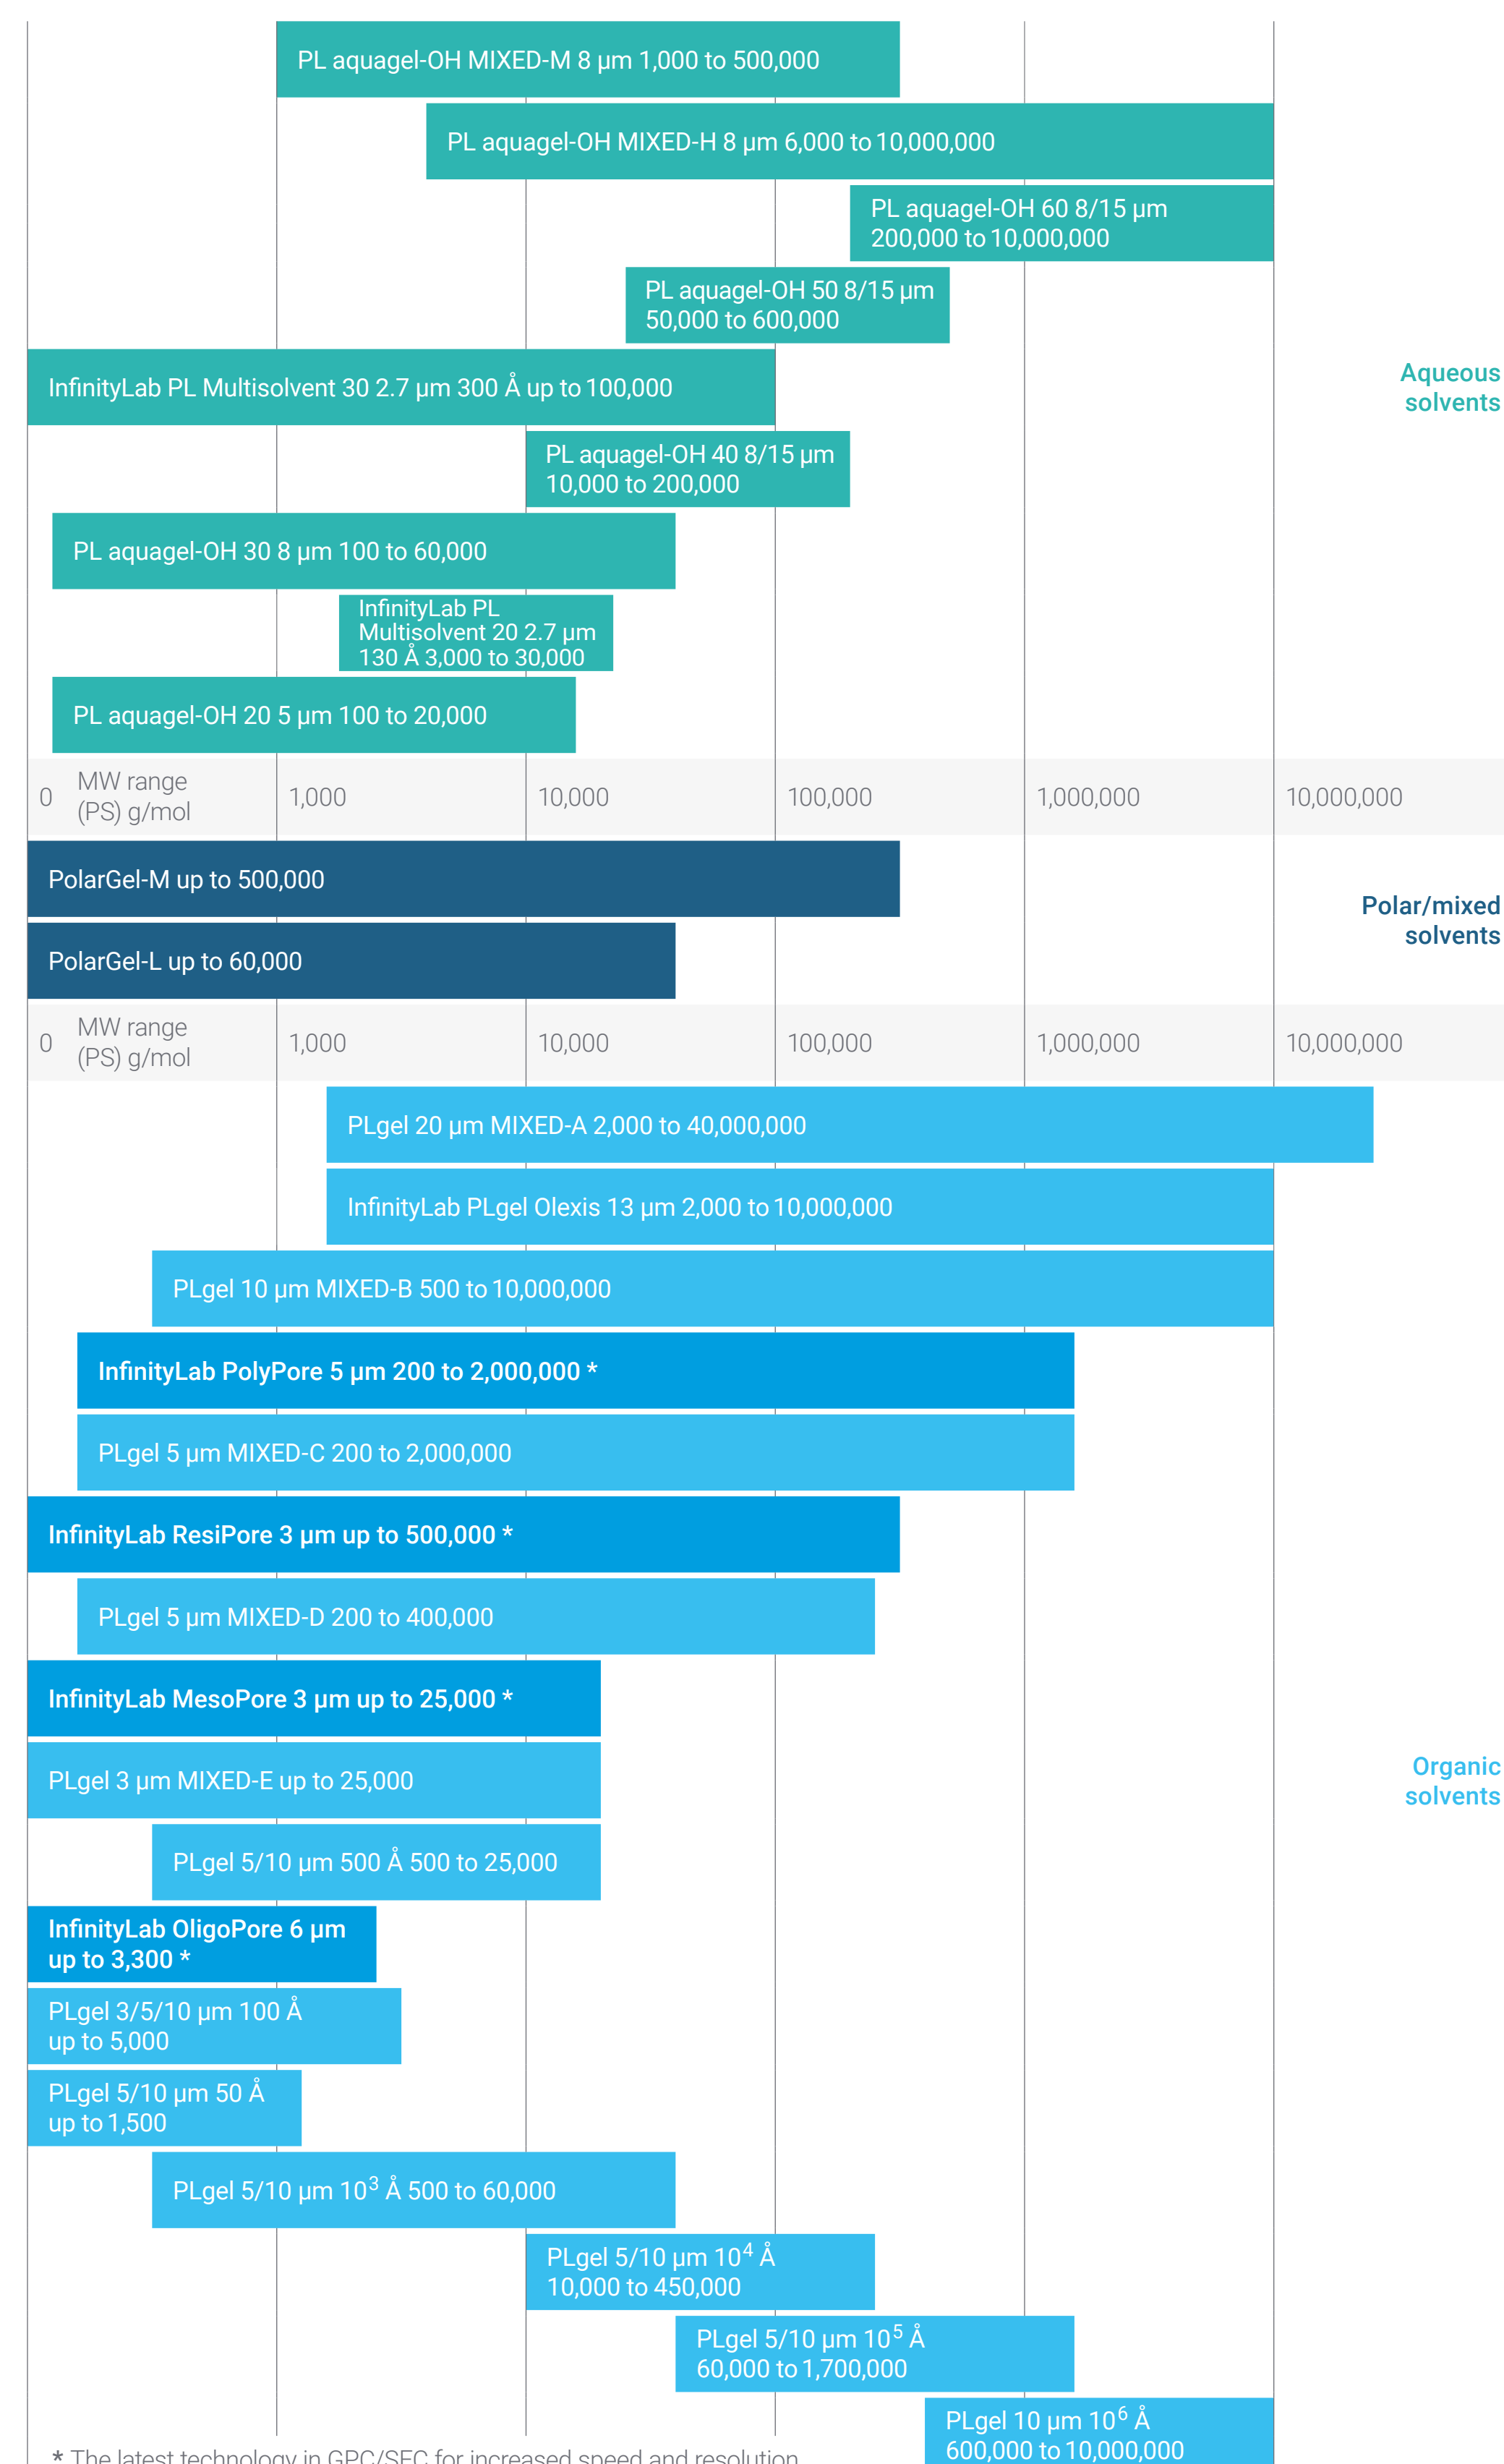 PL aquagel-OH MIXED-M 8 µm 1,000 to 500,000
PL aquagel-OH MIXED-H 8 µm 6,000 to 10,000,000
PL aquagel-OH 60 8/15 µm
200,000 to 10,000,000
PL aquagel-OH 50 8/15 µm
50,000 to 600,000
Aqueous
solvents
InfinityLab PL Multisolvent 30 2.7 µm 300 Å up to 100,000
PL aquagel-OH 40 8/15 µm
10,000 to 200,000
PL aquagel-OH 30 8 µm 100 to 60,000
InfinityLab PL
Multisolvent 20 2.7 µm
130 Å 3,000 to 30,000
PL aquagel-OH 20 5 µm 100 to 20,000
0 MW range (PS) g/mol 1,000 10,000 100,000 1,000,000 10,000,000
PolarGel-M up to 500,000
Polar/mixed
solvents
PolarGel-L up to 60,000
0 MW range (PS) g/mol 1,000 10,000 100,000 1,000,000 10,000,000
PLgel 20 µm MIXED-A 2,000 to 40,000,000
InfinityLab PLgel Olexis 13 µm 2,000 to 10,000,000
PLgel 10 µm MIXED-B 500 to 10,000,000
InfinityLab PolyPore 5 µm 200 to 2,000,000 *
PLgel 5 µm MIXED-C 200 to 2,000,000
InfinityLab ResiPore 3 µm up to 500,000 *
PLgel 5 µm MIXED-D 200 to 400,000
InfinityLab MesoPore 3 µm up to 25,000 *
PLgel 3 µm MIXED-E up to 25,000
Organic
solvents
PLgel 5/10 µm 500 Å 500 to 25,000
InfinityLab OligoPore 6 µm
up to 3,300 *
PLgel 3/5/10 µm 100 Å
up to 5,000
PLgel 5/10 µm 50 Å
up to 1,500
PLgel 5/10 µm 10³ Å 500 to 60,000
PLgel 5/10 µm 10⁴ Å
10,000 to 450,000
PLgel 5/10 µm 10⁵ Å
60,000 to 1,700,000
PLgel 10 µm 10⁶ Å
600,000 to 10,000,000
* The latest technology in GPC/SEC for increased speed and resolution